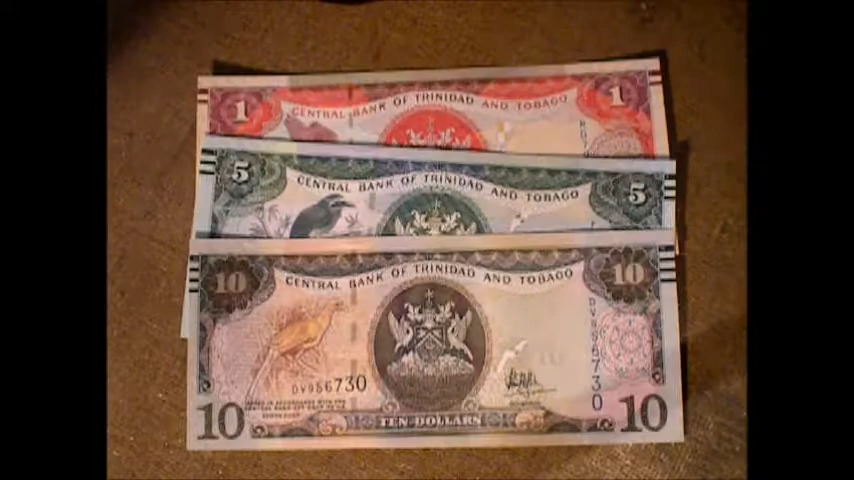 1 CENTRAL BANK OF TRINIDAD AND TOBAGO 1
5 CENTRAL BANK OF TRINIDAD AND TOBAGO 5
10 CENTRAL BANK OF TRINIDAD AND TOBAGO 10
730
10 TEN DOLLARS 10